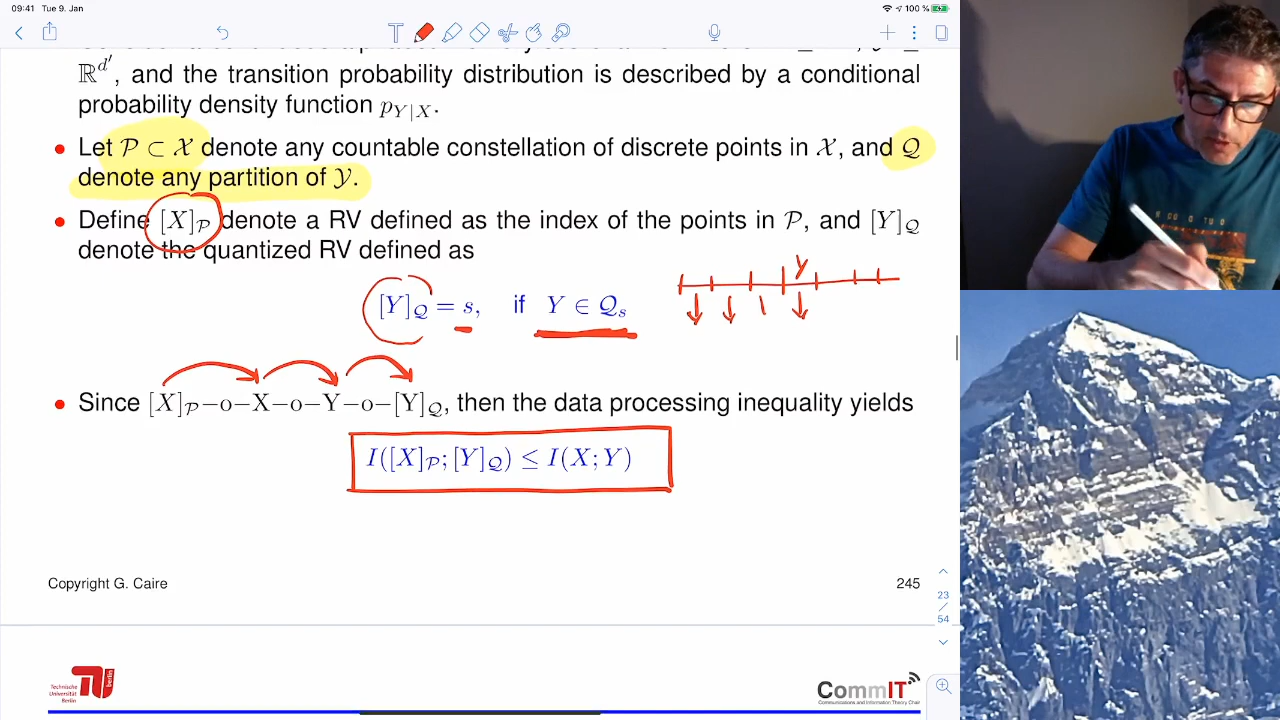 09:41 Tue 9. Jan
100 %
T
ℝ^{d′}, and the transition probability distribution is described by a conditional
probability density function p_{Y|X}.
• Let 𝒫 ⊂ 𝒳 denote any countable constellation of discrete points in 𝒳, and 𝒬
denote any partition of 𝒴.
• Define [X]_𝒫 denote a RV defined as the index of the points in 𝒫, and [Y]_𝒬
denote the quantized RV defined as
Y
[Y]_𝒬 = s, if Y ∈ 𝒬_s
• Since [X]_𝒫−o−X−o−Y−o−[Y]_𝒬, then the data processing inequality yields
I([X]_𝒫; [Y]_𝒬) ≤ I(X; Y)
Copyright G. Caire
245
23
/
54
Technische
Universität
Berlin
berlin
CommIT
Communications and Information Theory Chair